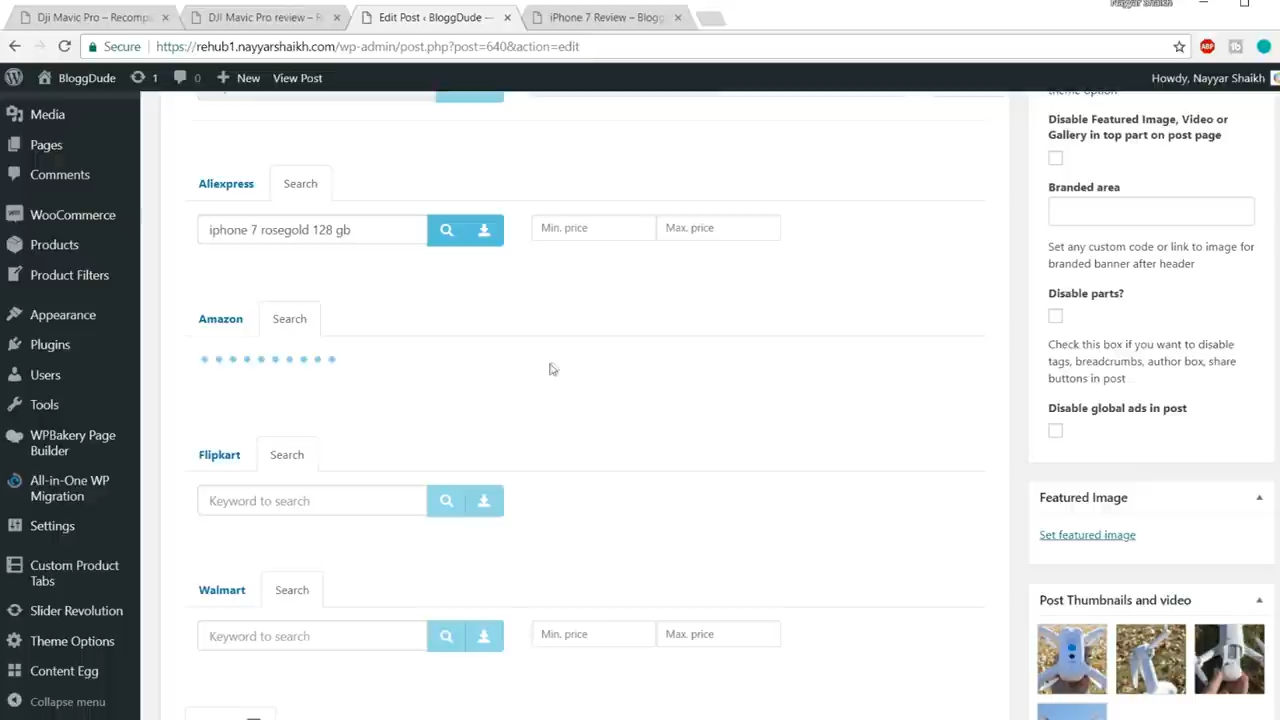 Nayyar Shaikh
Dji Mavic Pro – Recomp
DJI Mavic Pro review – R
Edit Post ‹ BloggDude —
iPhone 7 Review – Blogg
Secure
https://rehub1.nayyarshaikh.com/wp-admin/post.php?post=640&action=edit
ABP
BloggDude
1
0
New
View Post
Howdy, Nayyar Shaikh
Media
Pages
Comments
WooCommerce
Products
Product Filters
Appearance
Plugins
Users
Tools
WPBakery Page
Builder
All-in-One WP
Migration
Settings
Custom Product
Tabs
Slider Revolution
Theme Options
Content Egg
Collapse menu
Aliexpress
Search
iphone 7 rosegold 128 gb
Min. price
Max. price
Amazon
Search
Flipkart
Search
Keyword to search
Walmart
Search
Keyword to search
Min. price
Max. price
theme option
Disable Featured Image, Video or
Gallery in top part on post page
Branded area
Set any custom code or link to image for
branded banner after header
Disable parts?
Check this box if you want to disable
tags, breadcrumbs, author box, share
buttons in post
Disable global ads in post
Featured Image
Set featured image
Post Thumbnails and video